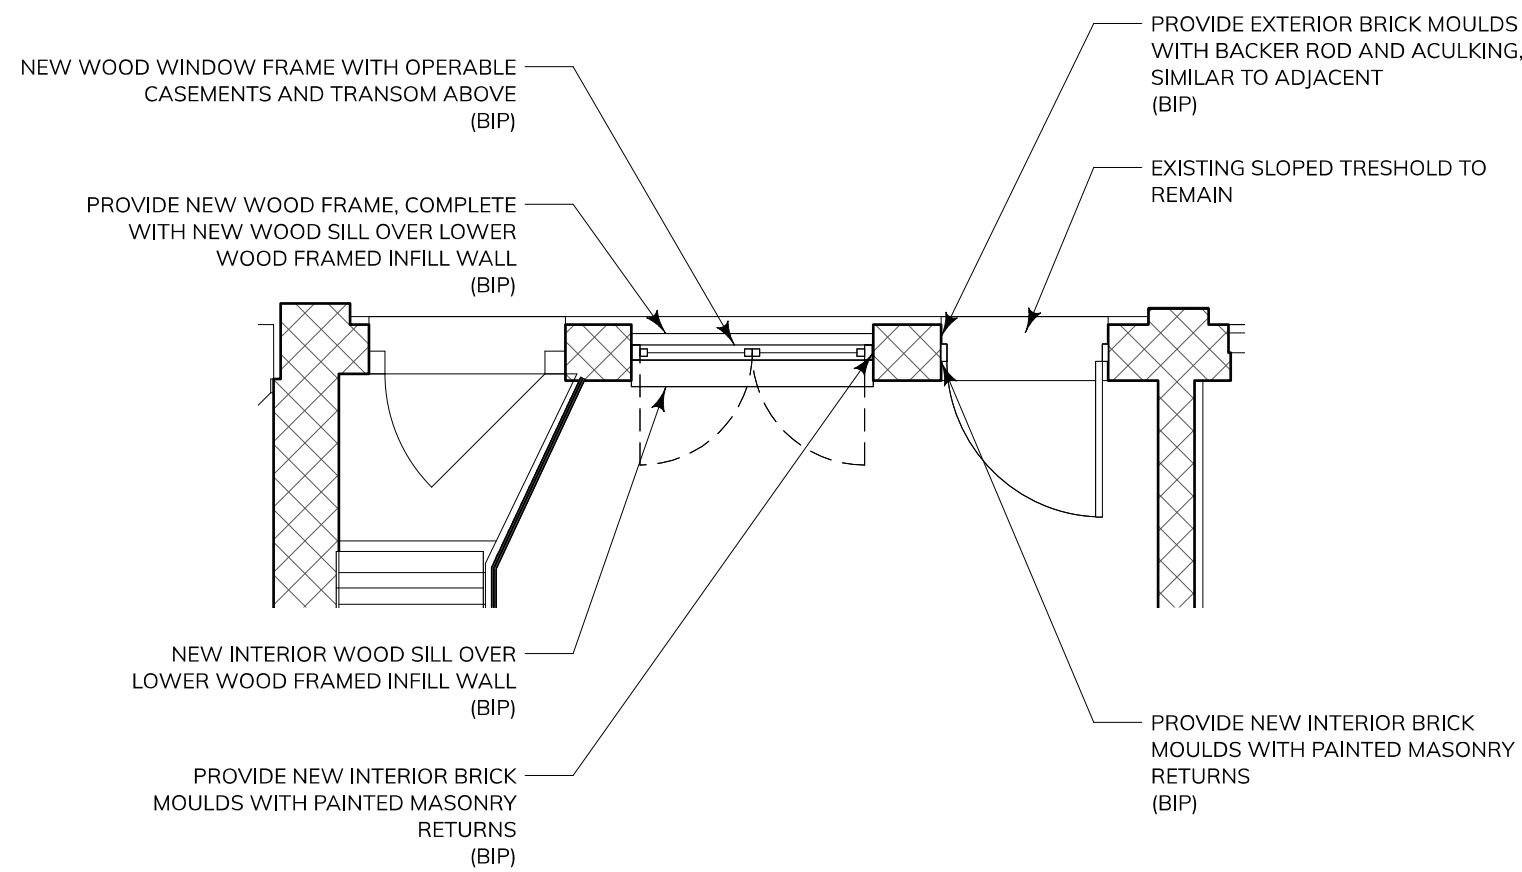 NEW WOOD WINDOW FRAME WITH OPERABLE
CASEMENTS AND TRANSOM ABOVE
(BIP)
PROVIDE NEW WOOD FRAME, COMPLETE
WITH NEW WOOD SILL OVER LOWER
WOOD FRAMED INFILL WALL
(BIP)
PROVIDE EXTERIOR BRICK MOULDS
WITH BACKER ROD AND ACULKING,
SIMILAR TO ADJACENT
(BIP)
EXISTING SLOPED TRESHOLD TO
REMAIN
NEW INTERIOR WOOD SILL OVER
LOWER WOOD FRAMED INFILL WALL
(BIP)
PROVIDE NEW INTERIOR BRICK
MOULDS WITH PAINTED MASONRY
RETURNS
(BIP)
PROVIDE NEW INTERIOR BRICK
MOULDS WITH PAINTED MASONRY
RETURNS
(BIP)